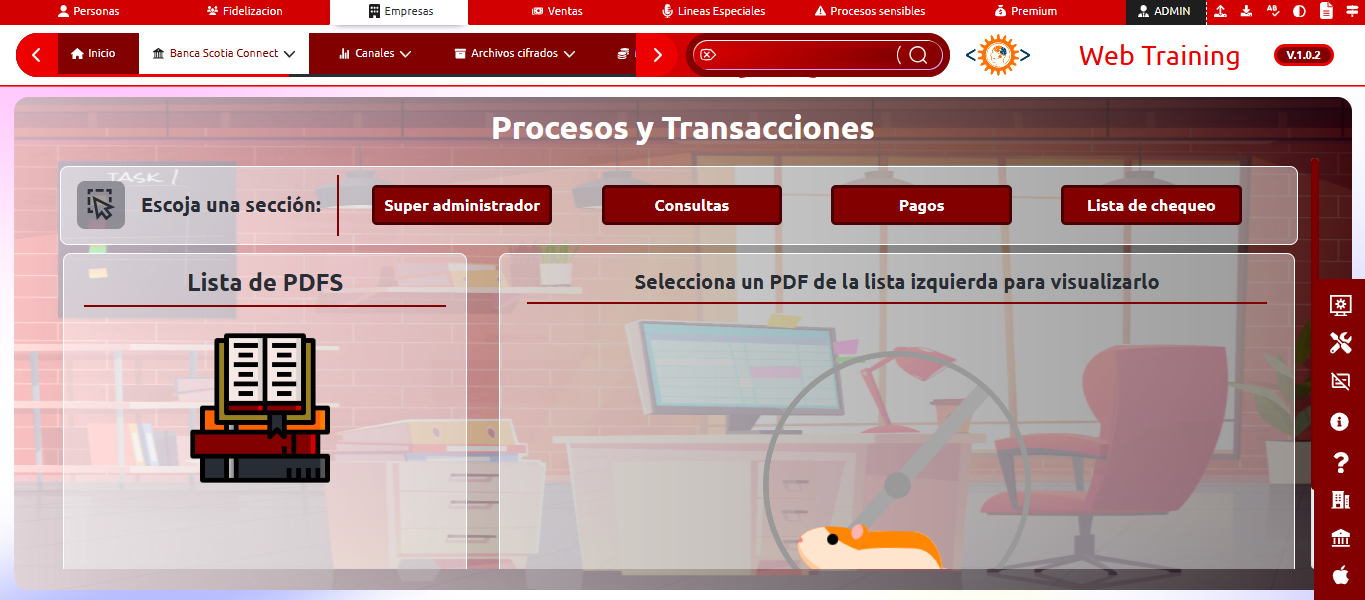 Personas
Fidelizacion
Empresas
Ventas
Lineas Especiales
Procesos sensibles
Premium
ADMIN
Inicio
Banca Scotia Connect
Canales
Archivos cifrados
Web Training
V.1.0.2
Procesos y Transacciones
TASK 1
Escoja una sección:
Super administrador
Consultas
Pagos
Lista de chequeo
Lista de PDFS
Selecciona un PDF de la lista izquierda para visualizarlo